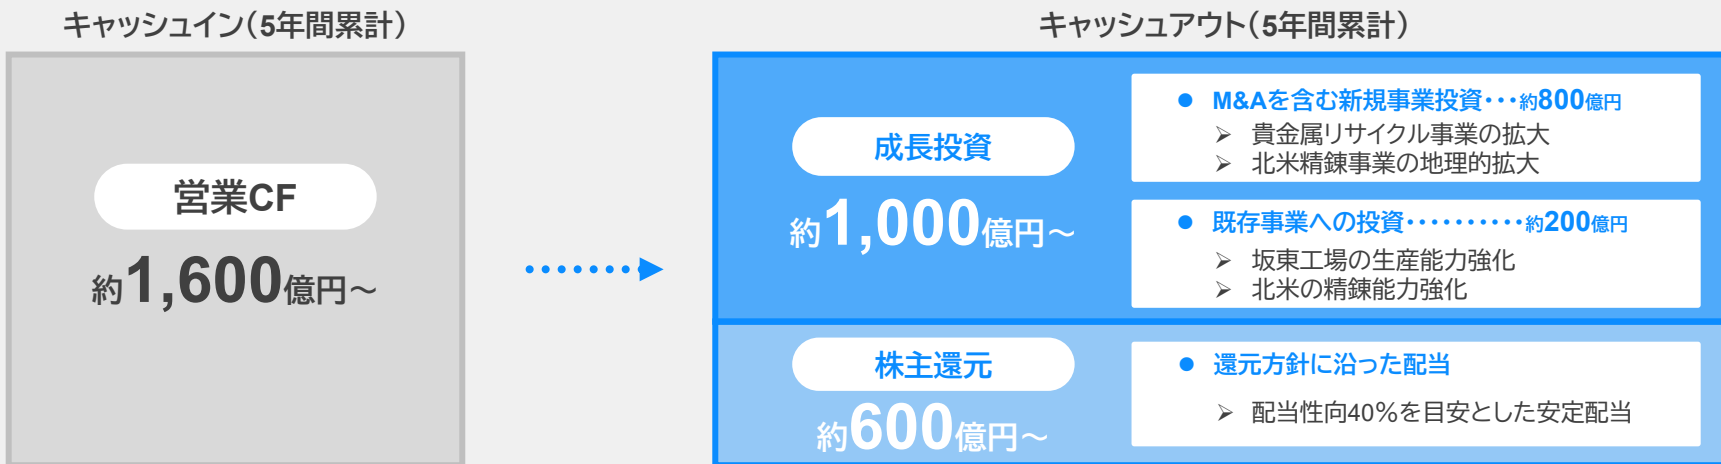 キャッシュイン（5年間累計）
営業CF
約1,600億円～
キャッシュアウト（5年間累計）
成長投資
約1,000億円～
● M&Aを含む新規事業投資・・・約800億円
➢ 貴金属リサイクル事業の拡大
➢ 北米精錬事業の地理的拡大
● 既存事業への投資・・・・・・・・・・約200億円
➢ 坂東工場の生産能力強化
➢ 北米の精錬能力強化
株主還元
約600億円～
● 還元方針に沿った配当
➢ 配当性向40％を目安とした安定配当